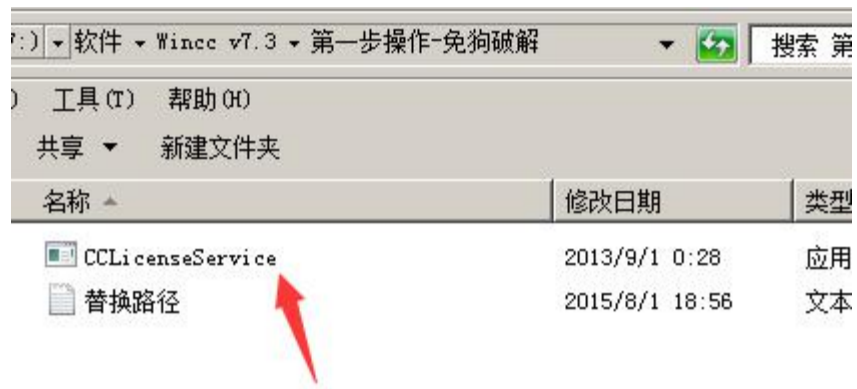 :) 软件 Wincc v7.3 第一步操作-免狗破解 搜索 第
) 工具(T) 帮助(H)
共享 新建文件夹
名称 修改日期 类型
CCLicenseService 2013/9/1 0:28 应用
替换路径 2015/8/1 18:56 文本